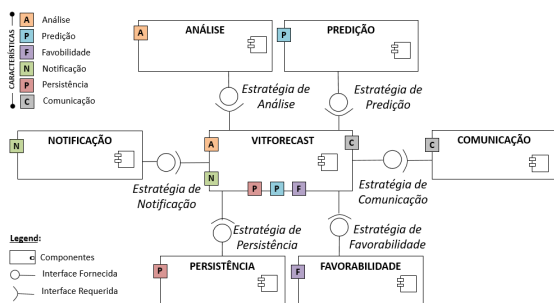 CARACTERÍSTICAS
A Análise
P Predição
F Favobilidade
N Notificação
P Persistência
C Comunicação
A ANÁLISE
P PREDIÇÃO
Estratégia de
Análise
Estratégia de
Predição
N NOTIFICAÇÃO
VITFORECAST
A
N
P P F
C
C COMUNICAÇÃO
Estratégia de
Notificação
Estratégia de
Comunicação
Estratégia de
Persistência
Estratégia de
Favorabilidade
P PERSISTÊNCIA
F FAVORABILIDADE
Legend:
Componentes
Interface Fornecida
Interface Requerida